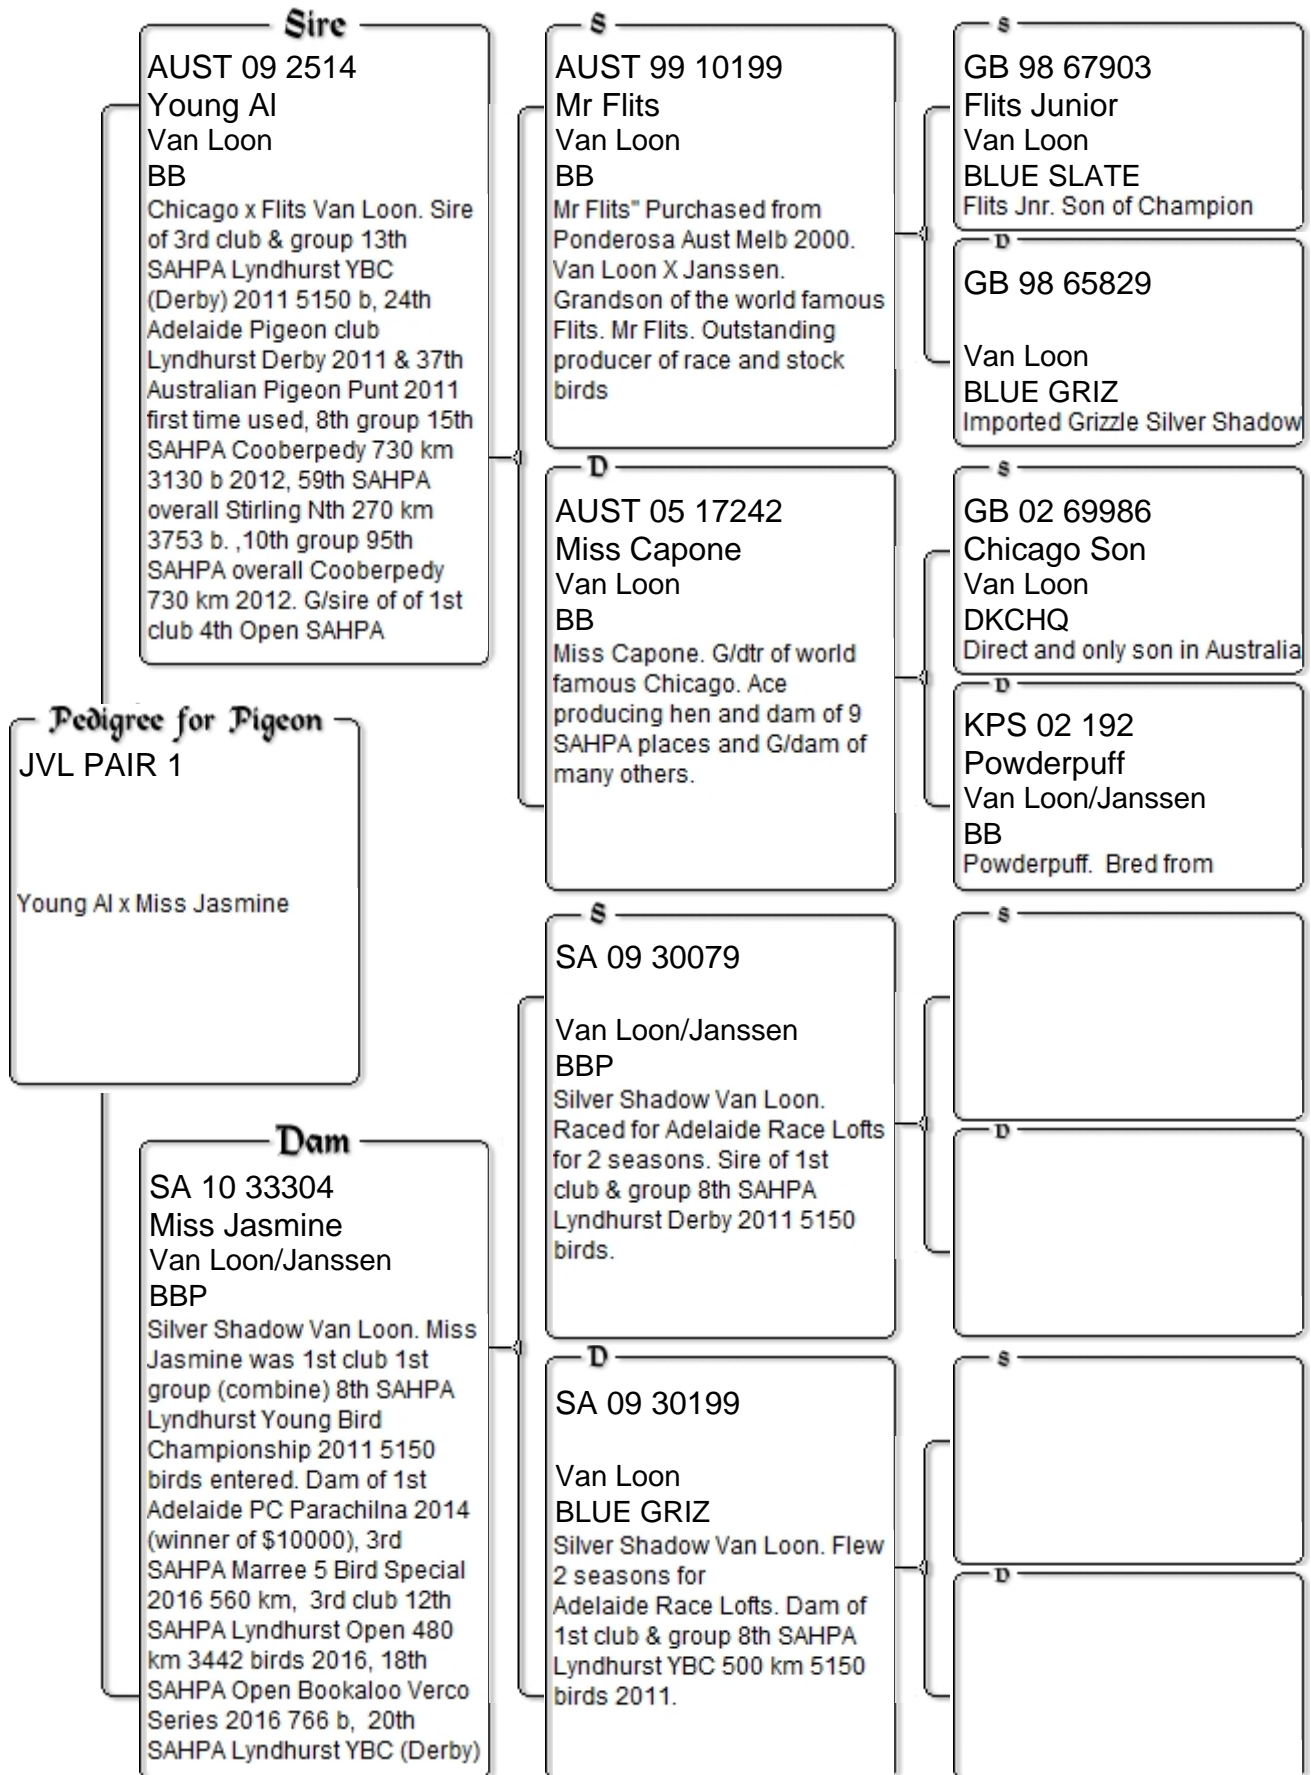 Sire
AUST 09 2514
Young Al
Van Loon
BB
Chicago x Flits Van Loon. Sire
of 3rd club & group 13th
SAHPA Lyndhurst YBC
(Derby) 2011 5150 b, 24th
Adelaide Pigeon club
Lyndhurst Derby 2011 & 37th
Australian Pigeon Punt 2011
first time used, 8th group 15th
SAHPA Cooberpedy 730 km
3130 b 2012, 59th SAHPA
overall Stirling Nth 270 km
3753 b. ,10th group 95th
SAHPA overall Cooberpedy
730 km 2012. G/sire of of 1st
club 4th Open SAHPA
Pedigree for Pigeon
JVL PAIR 1
Young Al x Miss Jasmine
Dam
SA 10 33304
Miss Jasmine
Van Loon/Janssen
BBP
Silver Shadow Van Loon. Miss
Jasmine was 1st club 1st
group (combine) 8th SAHPA
Lyndhurst Young Bird
Championship 2011 5150
birds entered. Dam of 1st
Adelaide PC Parachilna 2014
(winner of $10000), 3rd
SAHPA Marree 5 Bird Special
2016 560 km,  3rd club 12th
SAHPA Lyndhurst Open 480
km 3442 birds 2016, 18th
SAHPA Open Bookaloo Verco
Series 2016 766 b,  20th
SAHPA Lyndhurst YBC (Derby)
S
AUST 99 10199
Mr Flits
Van Loon
BB
Mr Flits" Purchased from
Ponderosa Aust Melb 2000.
Van Loon X Janssen.
Grandson of the world famous
Flits. Mr Flits. Outstanding
producer of race and stock
birds
D
AUST 05 17242
Miss Capone
Van Loon
BB
Miss Capone. G/dtr of world
famous Chicago. Ace
producing hen and dam of 9
SAHPA places and G/dam of
many others.
S
SA 09 30079
Van Loon/Janssen
BBP
Silver Shadow Van Loon.
Raced for Adelaide Race Lofts
for 2 seasons. Sire of 1st
club & group 8th SAHPA
Lyndhurst Derby 2011 5150
birds.
D
SA 09 30199
Van Loon
BLUE GRIZ
Silver Shadow Van Loon. Flew
2 seasons for
Adelaide Race Lofts. Dam of
1st club & group 8th SAHPA
Lyndhurst YBC 500 km 5150
birds 2011.
S
GB 98 67903
Flits Junior
Van Loon
BLUE SLATE
Flits Jnr. Son of Champion
D
GB 98 65829
Van Loon
BLUE GRIZ
Imported Grizzle Silver Shadow
S
GB 02 69986
Chicago Son
Van Loon
DKCHQ
Direct and only son in Australia
D
KPS 02 192
Powderpuff
Van Loon/Janssen
BB
Powderpuff.  Bred from
S
D
S
D